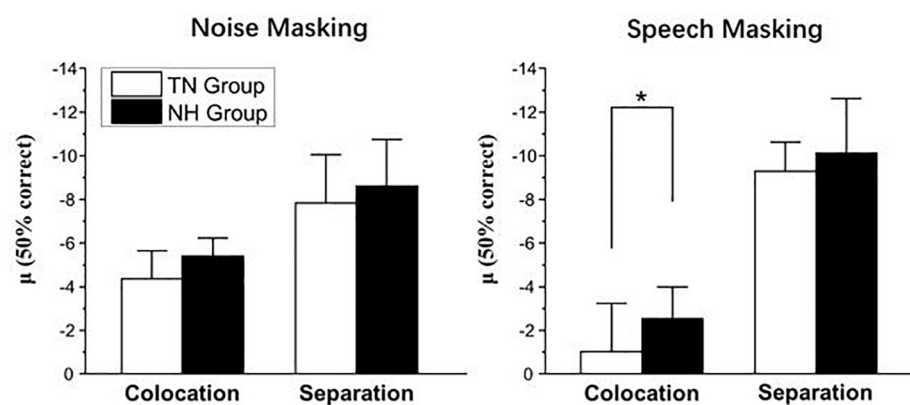 Noise Masking
-14
-12
-10
-8
-6
-4
-2
0
μ (50% correct)
TN Group
NH Group
Colocation Separation
Speech Masking
-14
-12
-10
-8
-6
-4
-2
0
μ (50% correct)
*
Colocation Separation